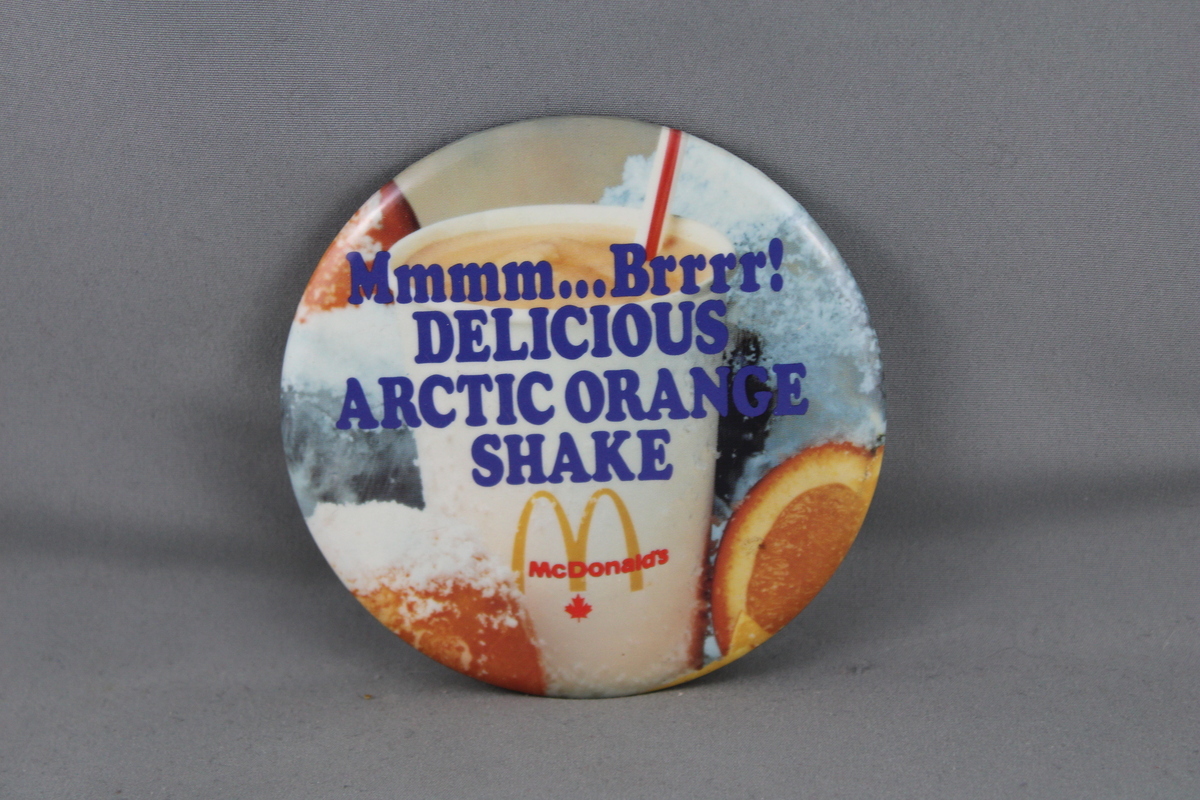 Mmmm...Brrrr!
DELICIOUS
ARCTIC ORANGE
SHAKE
McDonald's